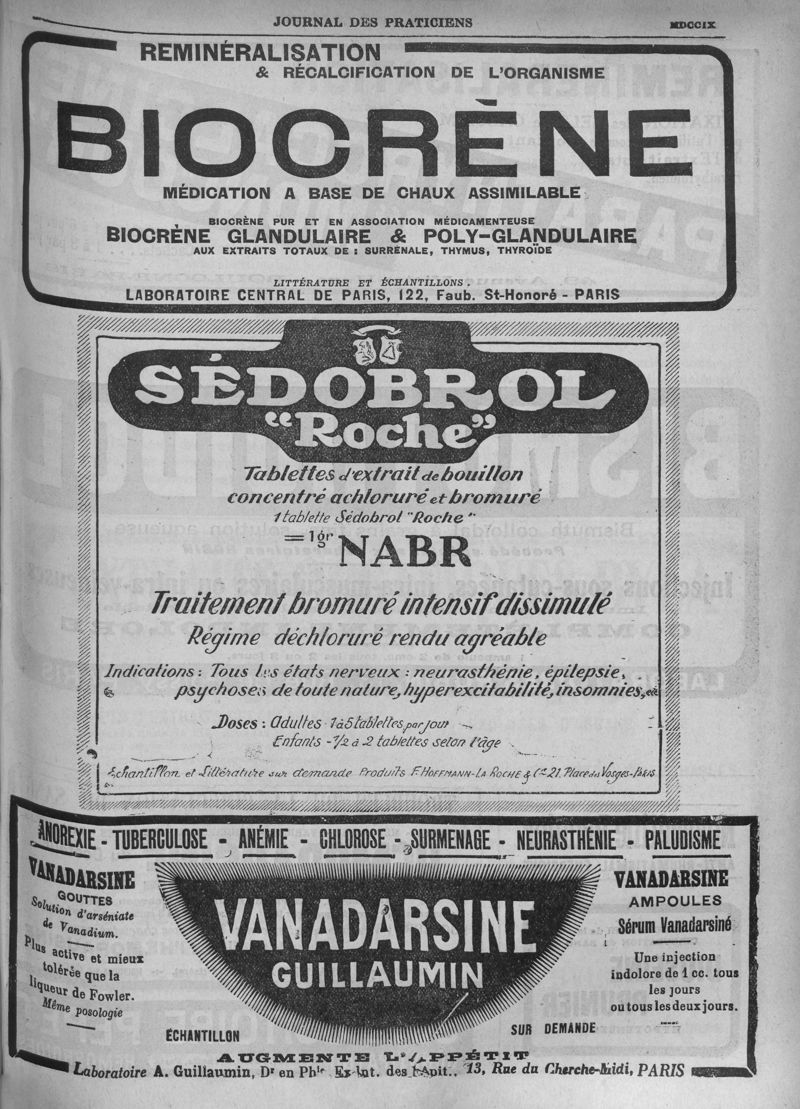 JOURNAL DES PRATICIENS
MDCCIX
REMINÉRALISATION
& RÉCALCIFICATION DE L'ORGANISME
BIOCRÈNE
MÉDICATION A BASE DE CHAUX ASSIMILABLE
BIOCRÈNE PUR ET EN ASSOCIATION MÉDICAMENTEUSE
BIOCRÈNE GLANDULAIRE & POLY-GLANDULAIRE
AUX EXTRAITS TOTAUX DE : SURRÉNALE, THYMUS, THYROÏDE
LITTÉRATURE ET ÉCHANTILLONS.
LABORATOIRE CENTRAL DE PARIS, 122, Faub. St-Honoré - PARIS
SÉDOBROL
"Roche"
Tablettes d'extrait de bouillon
concentré achloruré et bromuré
1 tablette Sédobrol "Roche"
= 1gr NABR
Traitement bromuré intensif dissimulé
Régime déchloruré rendu agréable
Indications : Tous les états nerveux : neurasthénie, épilepsie,
psychoses de toute nature, hyperexcitabilité, insomnies, etc
Doses : Adultes 1 à 5 tablettes par jour
Enfants - 1/2 à 2 tablettes selon l'âge
Échantillon et Littérature sur demande Produits F. HOFFMANN-LA ROCHE & Cie 21, Place des Vosges-Paris
ANOREXIE - TUBERCULOSE - ANÉMIE - CHLOROSE - SURMENAGE - NEURASTHÉNIE - PALUDISME
VANADARSINE
GOUTTES
Solution d'arséniate
de Vanadium.
Plus active et mieux
tolérée que la
liqueur de Fowler.
Même posologie
VANADARSINE
GUILLAUMIN
VANADARSINE
AMPOULES
Sérum Vanadarsiné
Une injection
indolore de 1 cc. tous
les jours
ou tous les deux jours.
ÉCHANTILLON
SUR DEMANDE
AUGMENTE L'APPÉTIT
Laboratoire A. Guillaumin, Dr en Phie Ex-Int. des Hôpit., 13, Rue du Cherche-Midi, PARIS